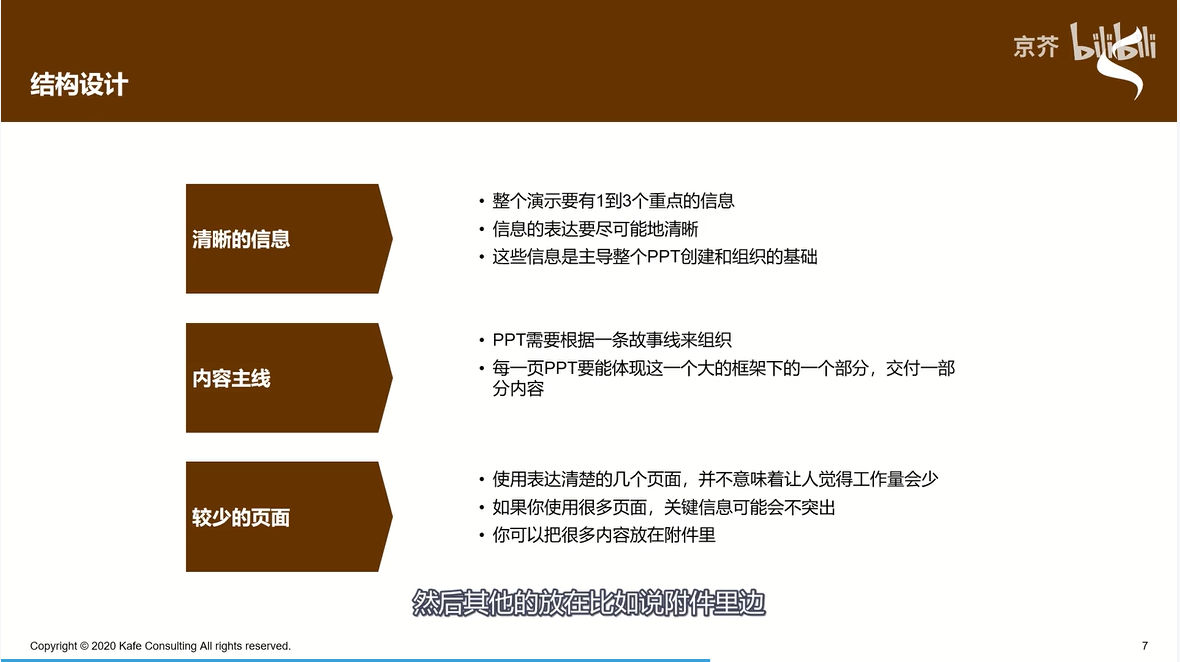 京芥 bilibili
结构设计
清晰的信息
• 整个演示要有1到3个重点的信息
• 信息的表达要尽可能地清晰
• 这些信息是主导整个PPT创建和组织的基础
内容主线
• PPT需要根据一条故事线来组织
• 每一页PPT要能体现这一个大的框架下的一个部分，交付一部
分内容
较少的页面
• 使用表达清楚的几个页面，并不意味着让人觉得工作量会少
• 如果你使用很多页面，关键信息可能会不突出
• 你可以把很多内容放在附件里
然后其他的放在比如说附件里边
Copyright © 2020 Kafe Consulting All rights reserved.
7